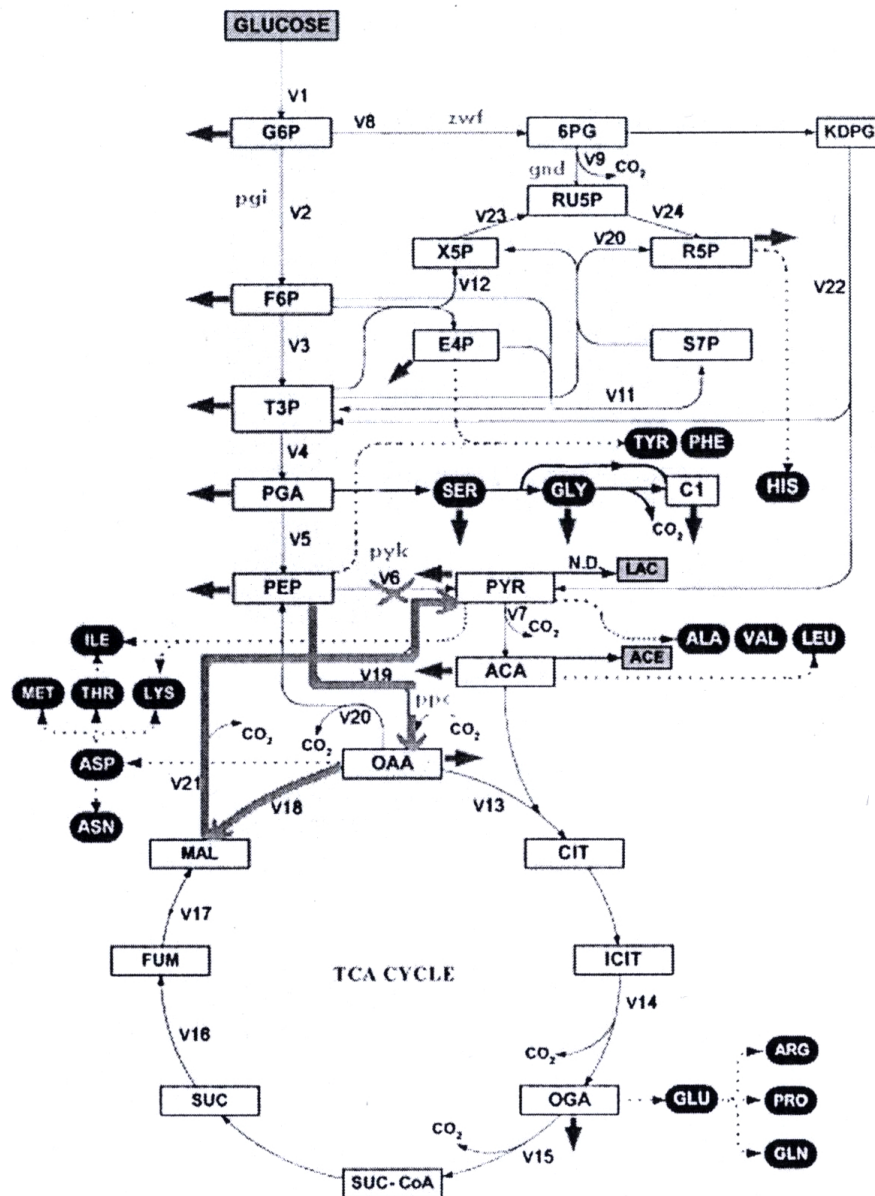 GLUCOSE
V1
G6P V8 zwf 6PG KDPG
V9
gnd CO2
pgi RU5P
V2 V23 V24
V20
X5P R5P
V12 V22
F6P
V3 E4P S7P
T3P V11
V4 TYR PHE
PGA SER GLY C1 HIS
CO2
V5 pyk
N.D. LAC
PEP V6 PYR
V7 CO2
ILE ALA VAL LEU
V19 ACA ACE
MET THR LYS
ppc
CO2 V20 CO2 CO2
ASP OAA
V21 V18 V13
ASN
MAL CIT
V17
FUM ICIT
TCA CYCLE
V14
V16
CO2 ARG
SUC OGA GLU PRO
CO2
V15 GLN
SUC-CoA